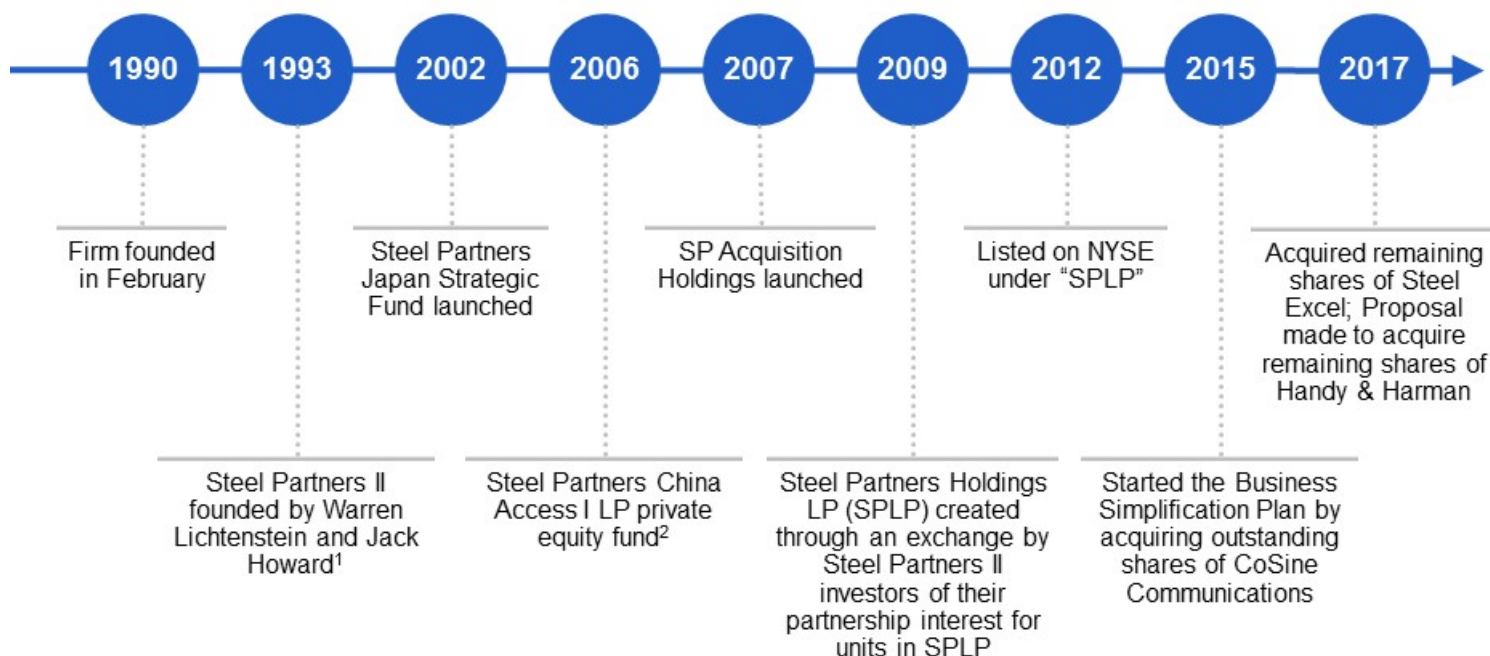 1990
1993
2002
2006
2007
2009
2012
2015
2017
Firm founded
in February
Steel Partners
Japan Strategic
Fund launched
SP Acquisition
Holdings launched
Listed on NYSE
under “SPLP”
Acquired remaining
shares of Steel
Excel; Proposal
made to acquire
remaining shares of
Handy & Harman
Steel Partners II
founded by Warren
Lichtenstein and Jack
Howard¹
Steel Partners China
Access I LP private
equity fund²
Steel Partners Holdings
LP (SPLP) created
through an exchange by
Steel Partners II
investors of their
partnership interest for
units in SPLP
Started the Business
Simplification Plan by
acquiring outstanding
shares of CoSine
Communications